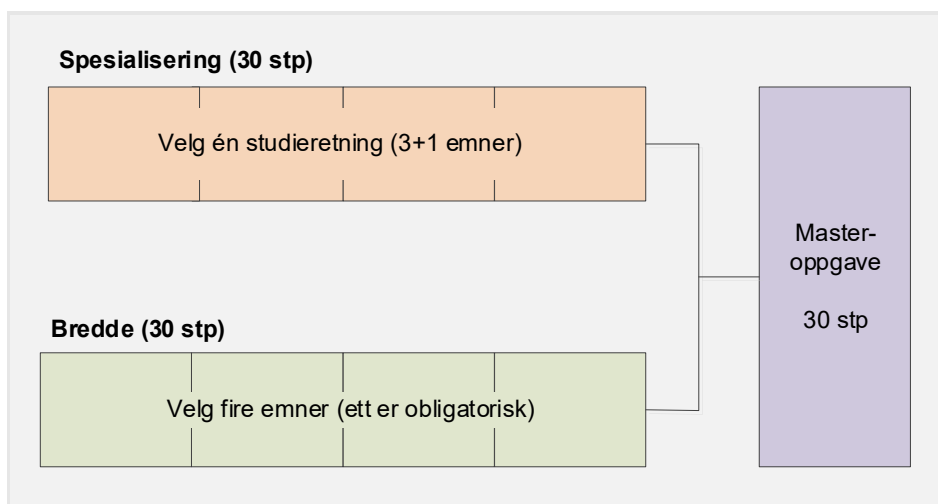 Spesialisering (30 stp)
Velg én studieretning (3+1 emner)
Bredde (30 stp)
Velg fire emner (ett er obligatorisk)
Master-
oppgave
30 stp